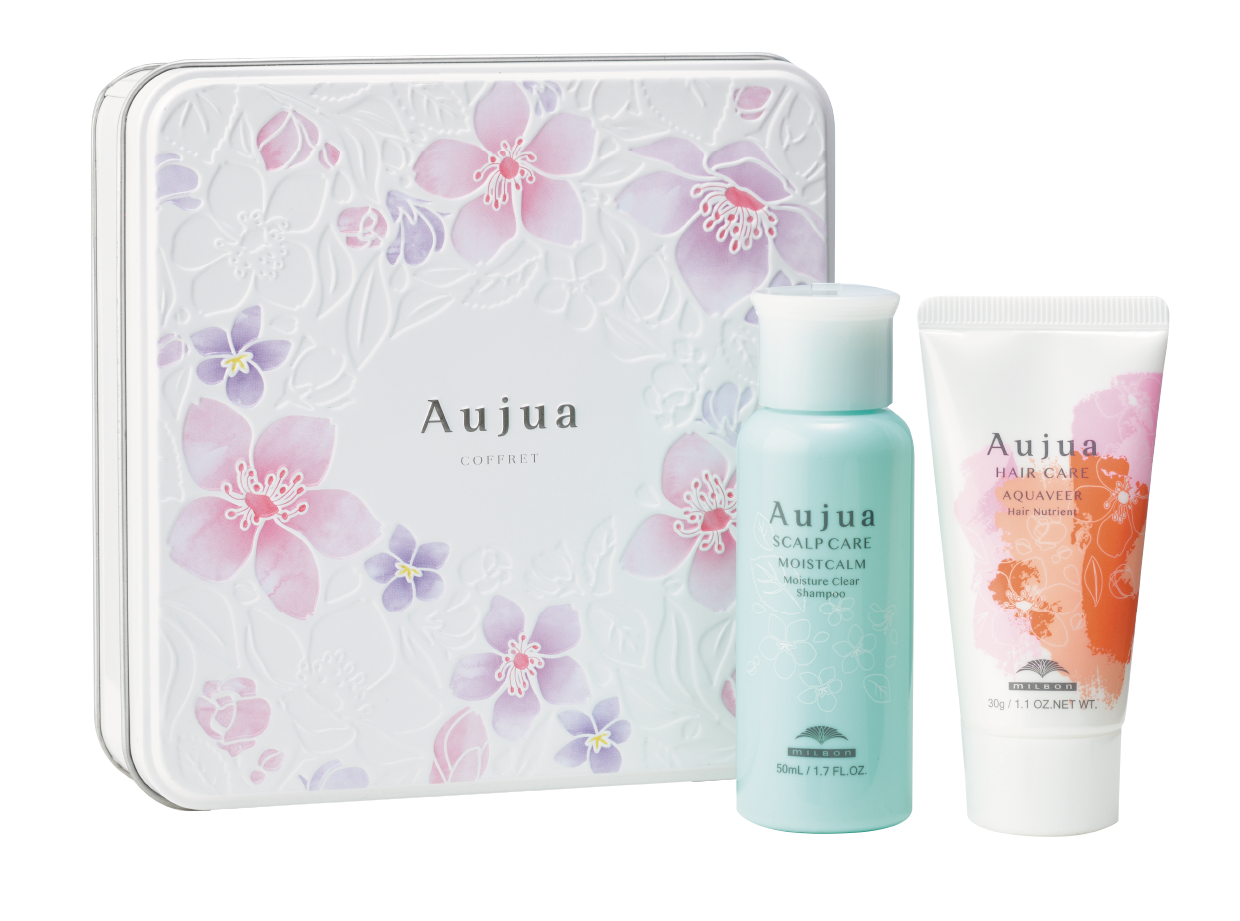 Aujua
COFFRET
Aujua
SCALP CARE
MOISTCALM
Moisture Clear
Shampoo
milbon
50mL / 1.7 FL.OZ.
Aujua
HAIR CARE
AQUAVEER
Hair Nutrient
milbon
30g / 1.1 OZ.NET WT.